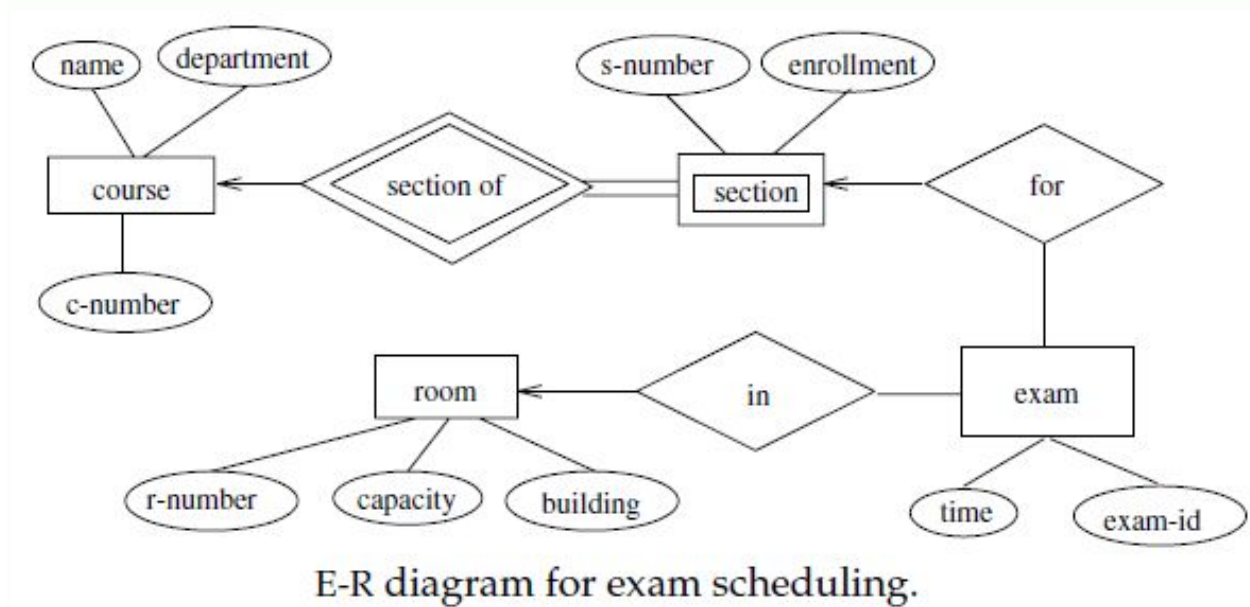 name
department
s-number
enrollment
course
section of
section
for
c-number
room
in
exam
r-number
capacity
building
time
exam-id
E-R diagram for exam scheduling.